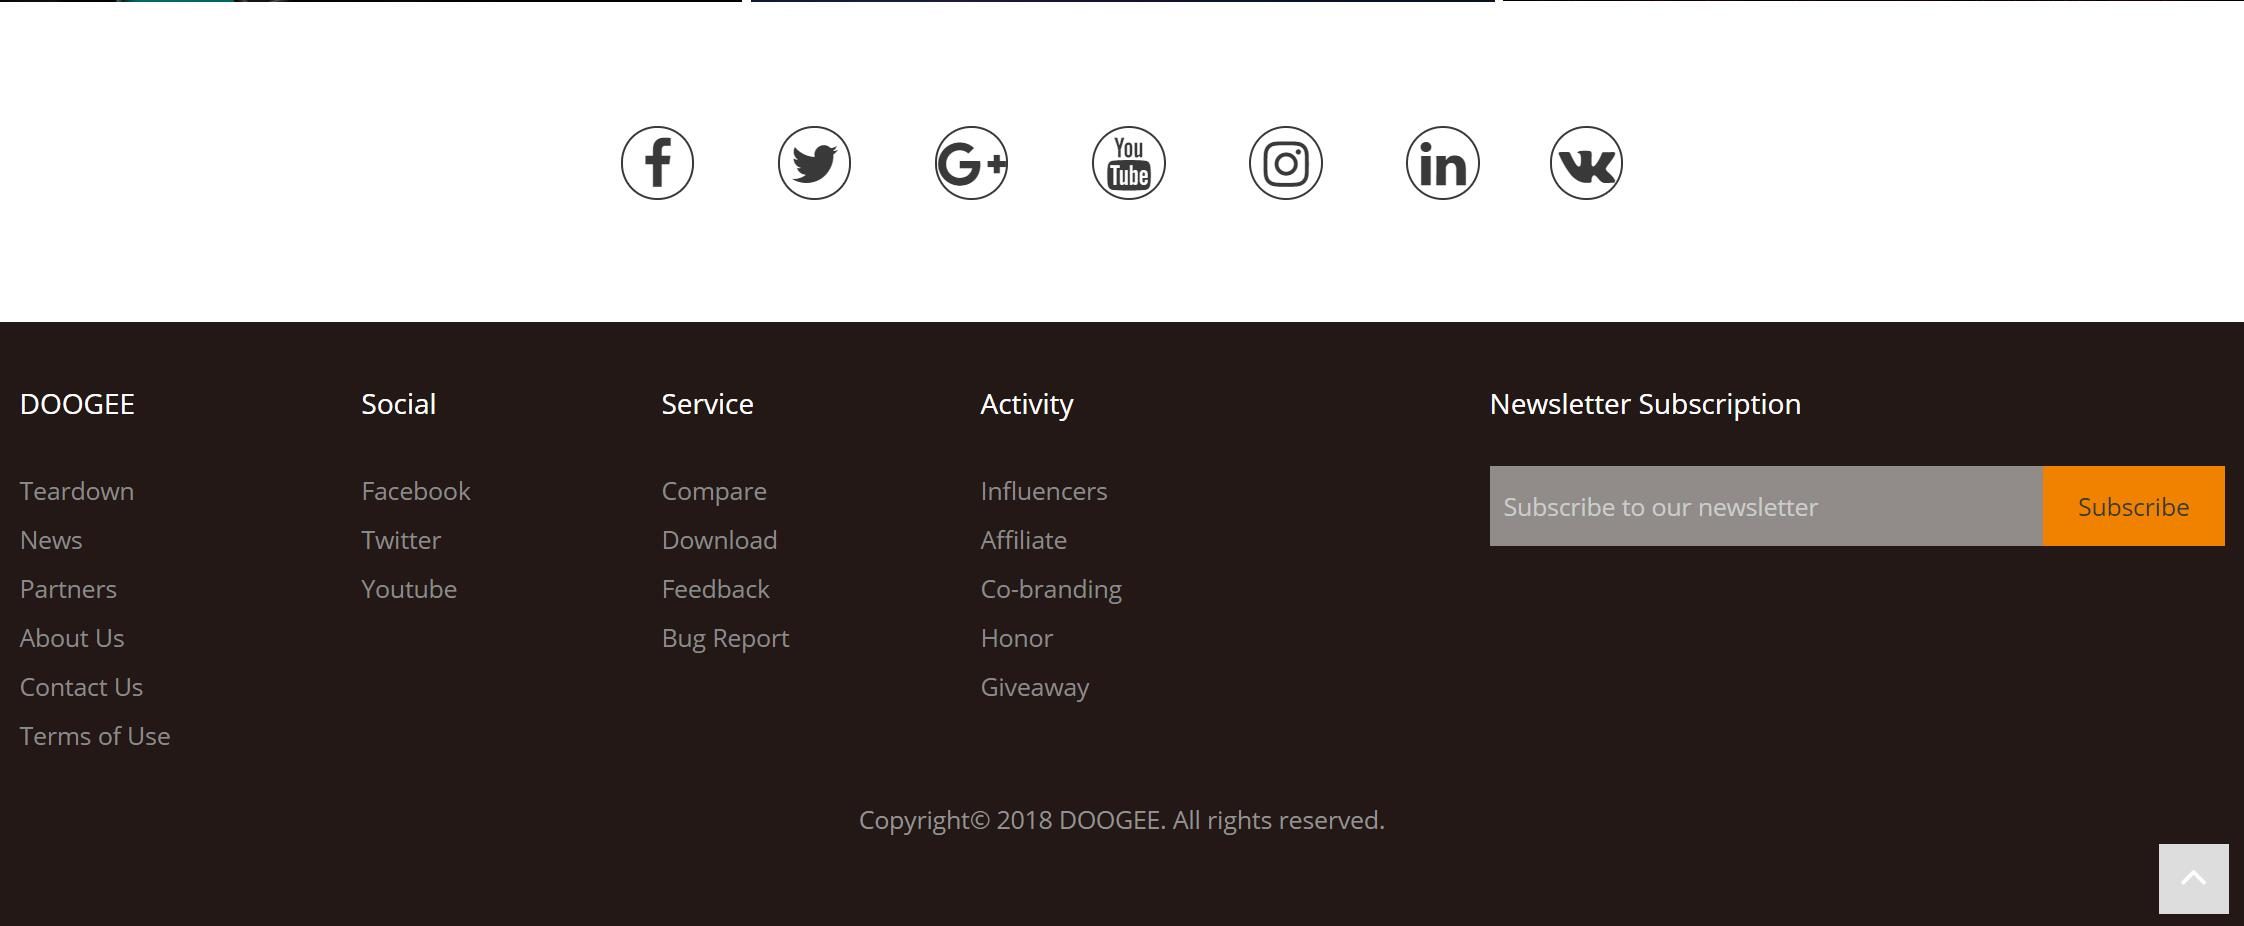 f
G+
You
Tube
in
VK
DOOGEE
Teardown
News
Partners
About Us
Contact Us
Terms of Use
Social
Facebook
Twitter
Youtube
Service
Compare
Download
Feedback
Bug Report
Activity
Influencers
Affiliate
Co-branding
Honor
Giveaway
Newsletter Subscription
Subscribe to our newsletter
Subscribe
Copyright© 2018 DOOGEE. All rights reserved.